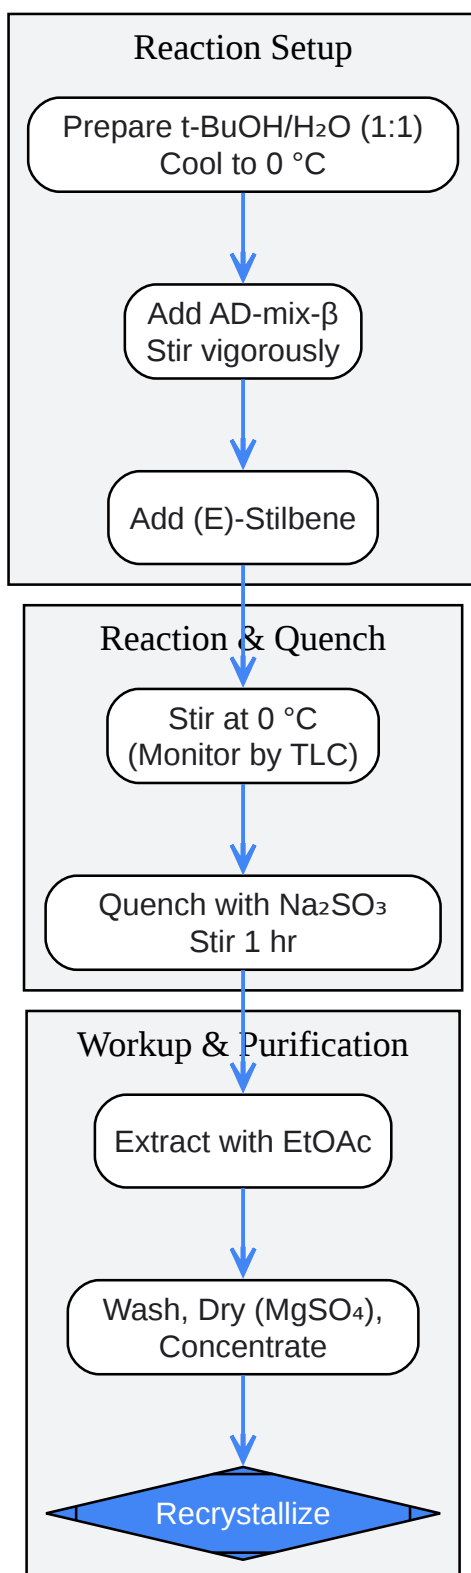 Reaction Setup
Prepare t-BuOH/H₂O (1:1)
Cool to 0 °C
Add AD-mix-β
Stir vigorously
Add (E)-Stilbene
Reaction & Quench
Stir at 0 °C
(Monitor by TLC)
Quench with Na₂SO₃
Stir 1 hr
Workup & Purification
Extract with EtOAc
Wash, Dry (MgSO₄),
Concentrate
Recrystallize